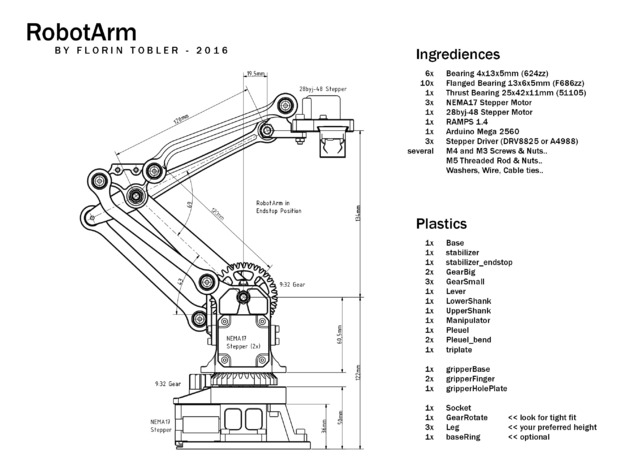 RobotArm
BY FLORIN TOBLER - 2016
19.5mm
28byj-48 Stepper
120mm
RobotArm in
Endstop Position
63
120mm
134mm
43
9:32 Gear
NEMA17
Stepper (2x)
60,5mm
122mm
9:32 Gear
NEMA17
Stepper
36mm
50mm
Ingrediences
6x Bearing 4x13x5mm (624zz)
10x Flanged Bearing 13x6x5mm (F686zz)
1x Thrust Bearing 25x42x11mm (51105)
3x NEMA17 Stepper Motor
1x 28byj-48 Stepper Motor
1x RAMPS 1.4
1x Arduino Mega 2560
3x Stepper Driver (DRV8825 or A4988)
several M4 and M3 Screws & Nuts..
M5 Threaded Rod & Nuts..
Washers, Wire, Cable ties..
Plastics
1x Base
1x stabilizer
1x stabilizer_endstop
2x GearBig
3x GearSmall
1x Lever
1x LowerShank
1x UpperShank
1x Manipulator
1x Pleuel
2x Pleuel_bend
1x triplate
1x gripperBase
2x gripperFinger
1x gripperHolePlate
1x Socket
1x GearRotate << look for tight fit
3x Leg << your preferred height
1x baseRing << optional